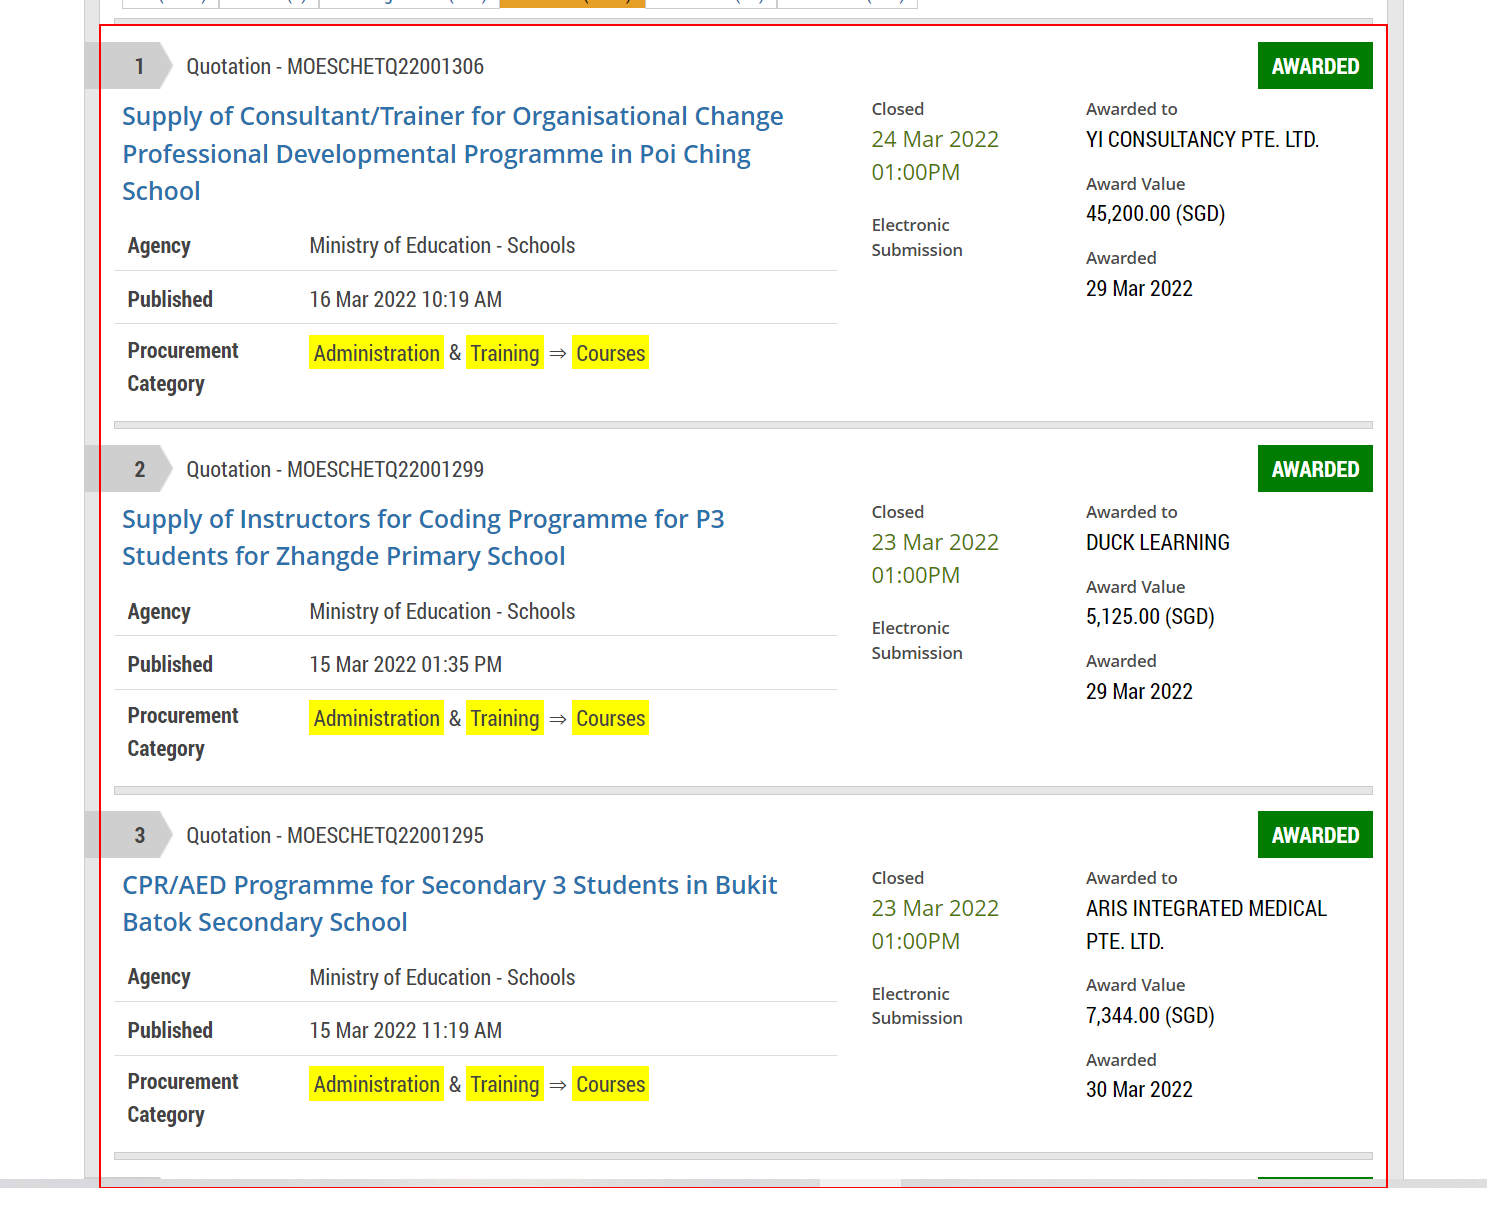 1 Quotation - MOESCHETQ22001306 AWARDED
Supply of Consultant/Trainer for Organisational Change
Professional Developmental Programme in Poi Ching
School
Agency Ministry of Education - Schools
Published 16 Mar 2022 10:19 AM
Procurement
Category
Administration & Training ⇒ Courses
Closed
24 Mar 2022
01:00PM
Electronic
Submission
Awarded to
YI CONSULTANCY PTE. LTD.
Award Value
45,200.00 (SGD)
Awarded
29 Mar 2022
2 Quotation - MOESCHETQ22001299 AWARDED
Supply of Instructors for Coding Programme for P3
Students for Zhangde Primary School
Agency Ministry of Education - Schools
Published 15 Mar 2022 01:35 PM
Procurement
Category
Administration & Training ⇒ Courses
Closed
23 Mar 2022
01:00PM
Electronic
Submission
Awarded to
DUCK LEARNING
Award Value
5,125.00 (SGD)
Awarded
29 Mar 2022
3 Quotation - MOESCHETQ22001295 AWARDED
CPR/AED Programme for Secondary 3 Students in Bukit
Batok Secondary School
Agency Ministry of Education - Schools
Published 15 Mar 2022 11:19 AM
Procurement
Category
Administration & Training ⇒ Courses
Closed
23 Mar 2022
01:00PM
Electronic
Submission
Awarded to
ARIS INTEGRATED MEDICAL
PTE. LTD.
Award Value
7,344.00 (SGD)
Awarded
30 Mar 2022